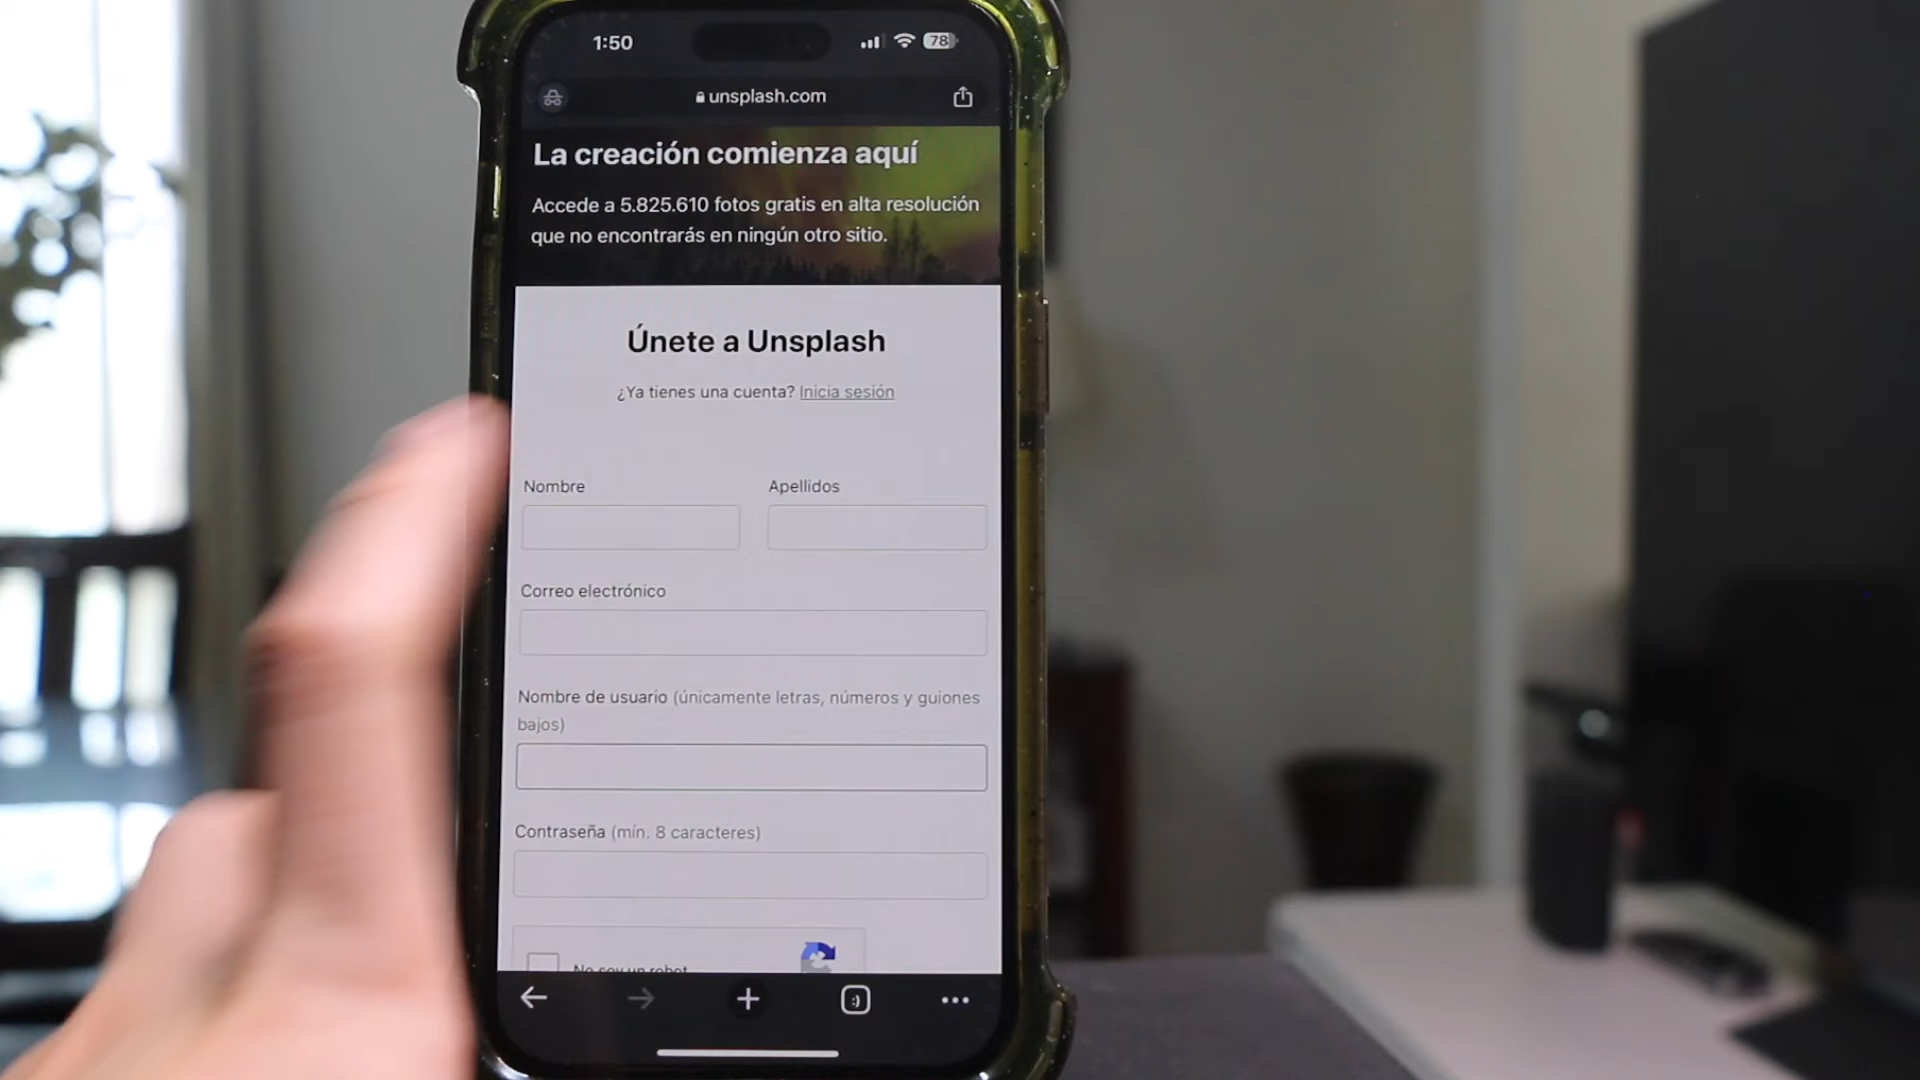 1:50
78
unsplash.com
La creación comienza aquí
Accede a 5.825.610 fotos gratis en alta resolución
que no encontrarás en ningún otro sitio.
Únete a Unsplash
¿Ya tienes una cuenta? Inicia sesión
Nombre
Apellidos
Correo electrónico
Nombre de usuario (únicamente letras, números y guiones
bajos)
Contraseña (mín. 8 caracteres)
No soy un robot
:)